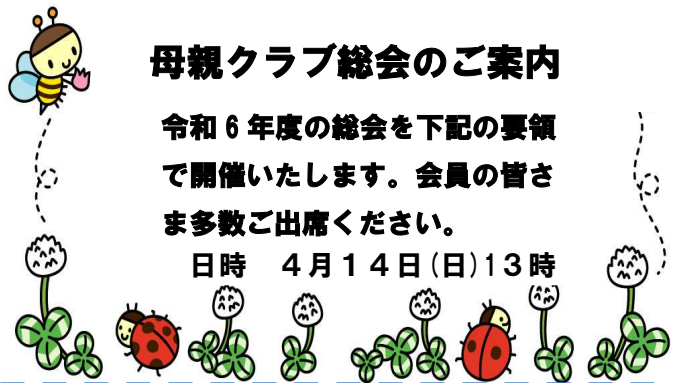 母親クラブ総会のご案内
令和6年度の総会を下記の要領
で開催いたします。会員の皆さ
ま多数ご出席ください。
日時　４月１４日(日)1３時